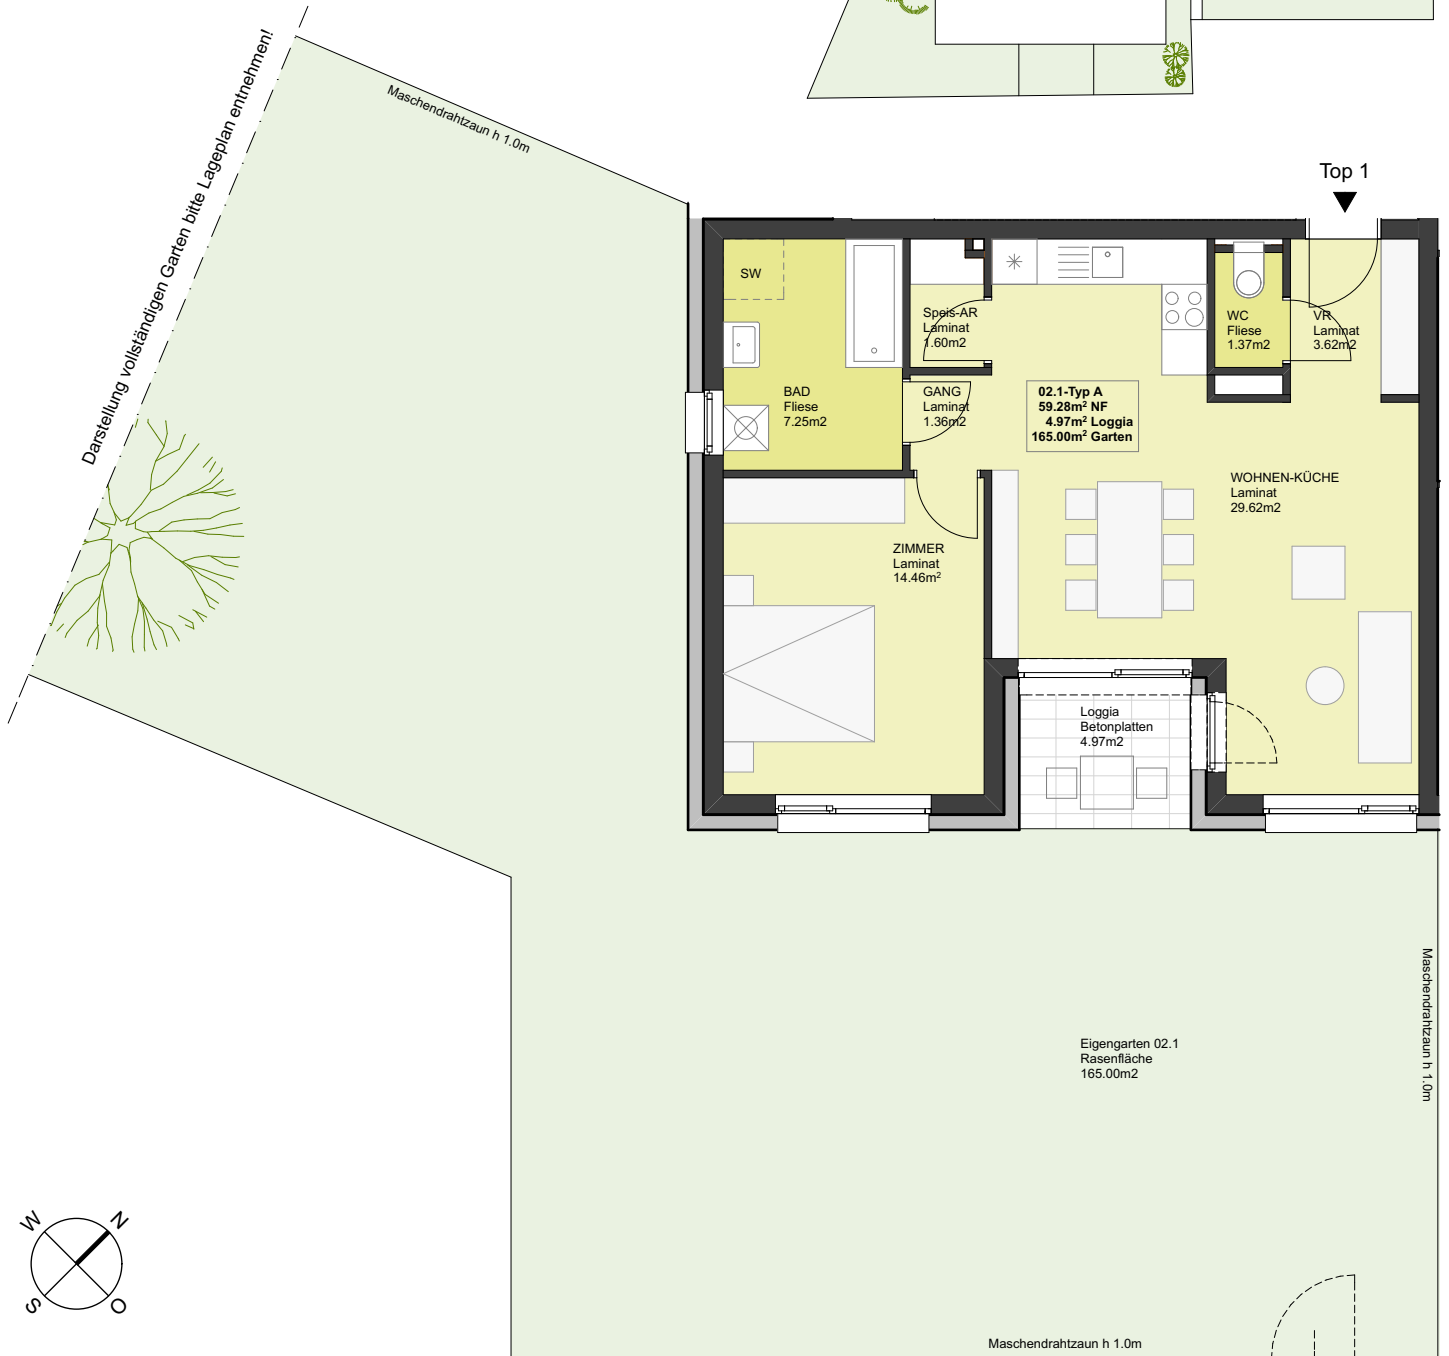 Darstellung vollständigen Garten bitte Lageplan entnehmen!
Maschendrahtzaun h 1.0m
Top 1
SW
BAD
Fliese
7.25m2
Speis-AR
Laminat
1.60m2
GANG
Laminat
1.36m2
WC
Fliese
1.37m2
VR
Laminat
3.62m2
02.1-Typ A
59.28m² NF
4.97m² Loggia
165.00m² Garten
WOHNEN-KÜCHE
Laminat
29.62m2
ZIMMER
Laminat
14.46m²
Loggia
Betonplatten
4.97m2
Eigengarten 02.1
Rasenfläche
165.00m2
Maschendrahtzaun h 1.0m
W
N
S
O
Maschendrahtzaun h 1.0m